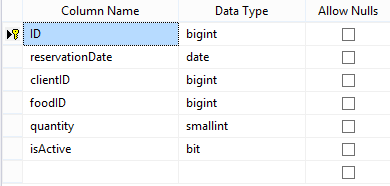 Column Name Data Type Allow Nulls
ID bigint
reservationDate date
clientID bigint
foodID bigint
quantity smallint
isActive bit